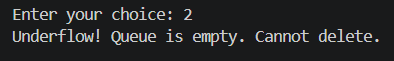 Enter your choice: 2
Underflow! Queue is empty. Cannot delete.